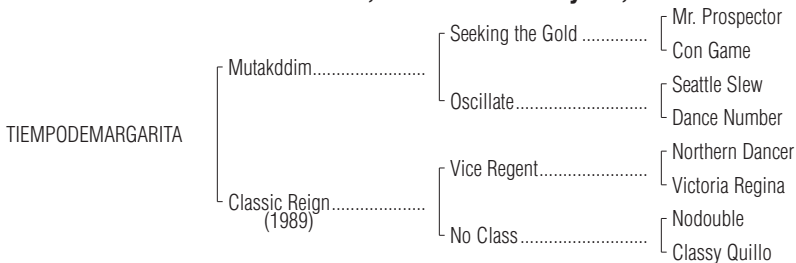 Mr. Prospector
Seeking the Gold ..............
Con Game
Mutakddim........................
Seattle Slew
Oscillate............................
Dance Number
TIEMPODEMARGARITA
Northern Dancer
Vice Regent.......................
Victoria Regina
Classic Reign....................
(1989)
Nodouble
No Class...........................
Classy Quillo